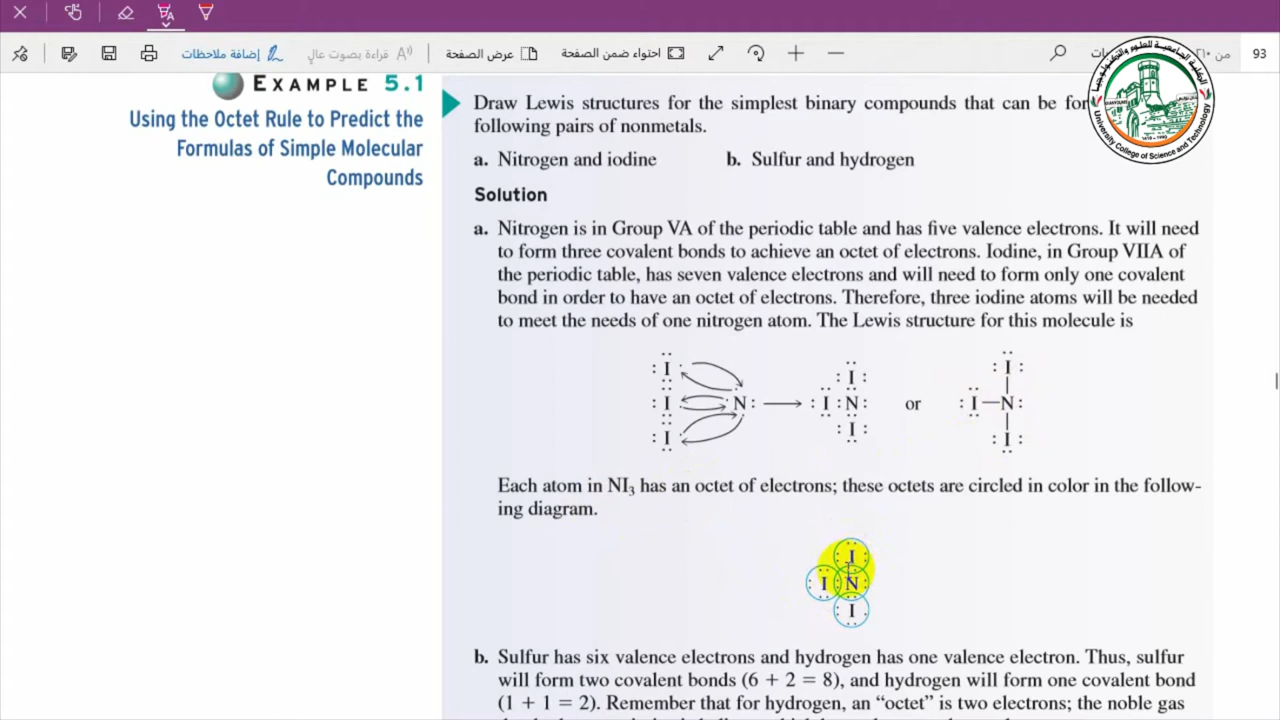 قراءة بصوت عالٍ
إضافة ملاحظات
عرض الصفحة
احتواء ضمن الصفحة
93
EXAMPLE 5.1
Using the Octet Rule to Predict the
Formulas of Simple Molecular
Compounds
Draw Lewis structures for the simplest binary compounds that can be for
following pairs of nonmetals.
a. Nitrogen and iodine b. Sulfur and hydrogen
Solution
a. Nitrogen is in Group VA of the periodic table and has five valence electrons. It will need
to form three covalent bonds to achieve an octet of electrons. Iodine, in Group VIIA of
the periodic table, has seven valence electrons and will need to form only one covalent
bond in order to have an octet of electrons. Therefore, three iodine atoms will be needed
to meet the needs of one nitrogen atom. The Lewis structure for this molecule is
I I I
I N I N or I N
I I I
Each atom in NI₃ has an octet of electrons; these octets are circled in color in the follow-
ing diagram.
I
I N
I
b. Sulfur has six valence electrons and hydrogen has one valence electron. Thus, sulfur
will form two covalent bonds (6 + 2 = 8), and hydrogen will form one covalent bond
(1 + 1 = 2). Remember that for hydrogen, an “octet” is two electrons; the noble gas
University College of Science and Technology